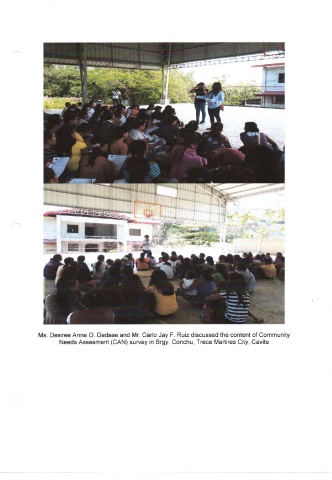 Ms. Desiree Anne O. Dedase and Mr. Carlo Jay F. Ruiz discussed the content of Community
Needs Assesment (CAN) survey in Brgy. Conchu, Trece Martires City, Cavite